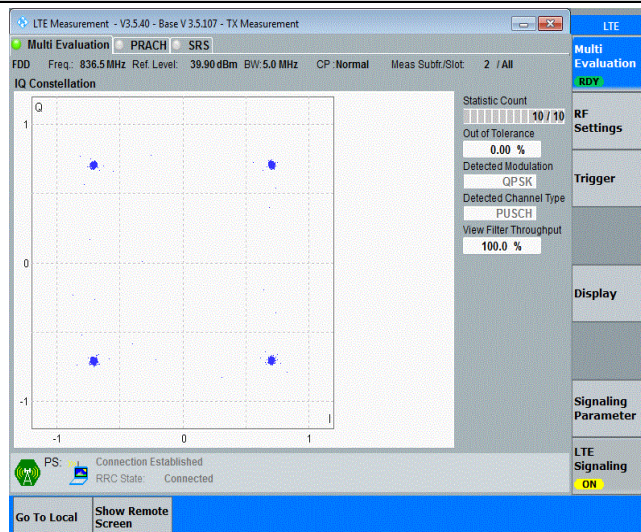 LTE Measurement - V3.5.40 - Base V 3.5.107 - TX Measurement
LTE
Multi Evaluation PRACH SRS
Multi
Evaluation
RDY
FDD Freq.: 836.5 MHz Ref. Level: 39.90 dBm BW: 5.0 MHz CP : Normal Meas Subfr./Slot: 2 / All
IQ Constellation
Q
1
0
-1
I
-1 0 1
Statistic Count
10 / 10
Out of Tolerance
0.00 %
Detected Modulation
QPSK
Detected Channel Type
PUSCH
View Filter Throughput
100.0 %
RF
Settings
Trigger
Display
Signaling
Parameter
LTE
Signaling
ON
PS: Connection Established
RRC State: Connected
Go To Local
Show Remote
Screen